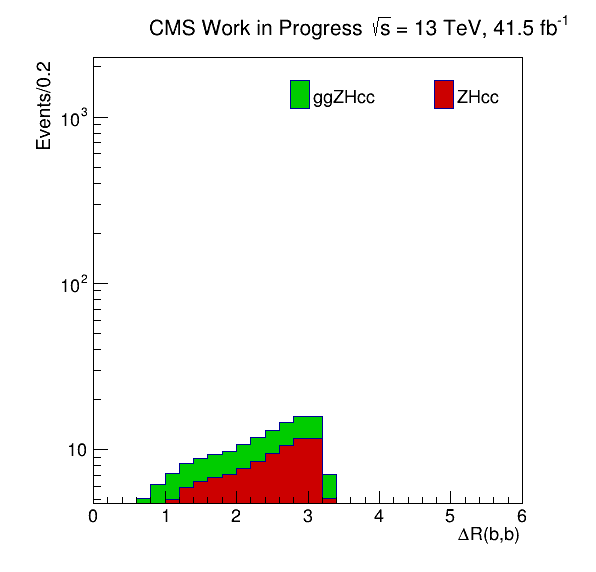 CMS Work in Progress √s = 13 TeV, 41.5 fb⁻¹
Events/0.2
ggZHcc ZHcc
10³
10²
10
0 1 2 3 4 5 6
ΔR(b,b)